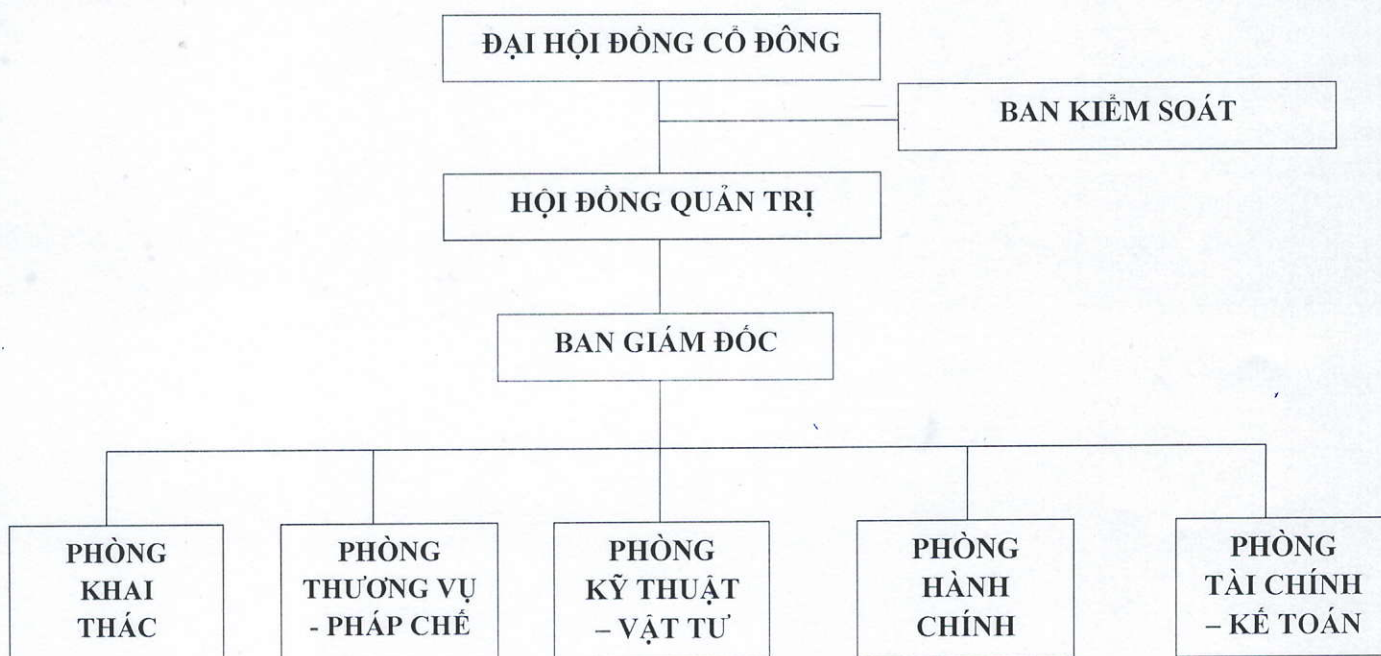 ĐẠI HỘI ĐỒNG CỔ ĐÔNG
BAN KIỂM SOÁT
HỘI ĐỒNG QUẢN TRỊ
BAN GIÁM ĐỐC
PHÒNG
KHAI
THÁC
PHÒNG
THƯƠNG VỤ
- PHÁP CHẾ
PHÒNG
KỸ THUẬT
– VẬT TƯ
PHÒNG
HÀNH
CHÍNH
PHÒNG
TÀI CHÍNH
– KẾ TOÁN